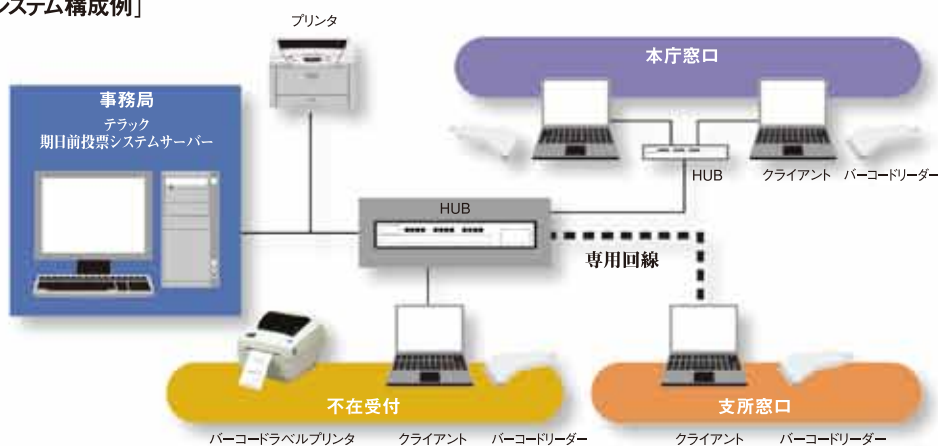 システム構成例」
プリンタ
本庁窓口
事務局
テラック
期日前投票システムサーバー
HUB
クライアント
バーコードリーダー
HUB
専用回線
不在受付
支所窓口
バーコードラベルプリンタ
クライアント
バーコードリーダー
クライアント
バーコードリーダー